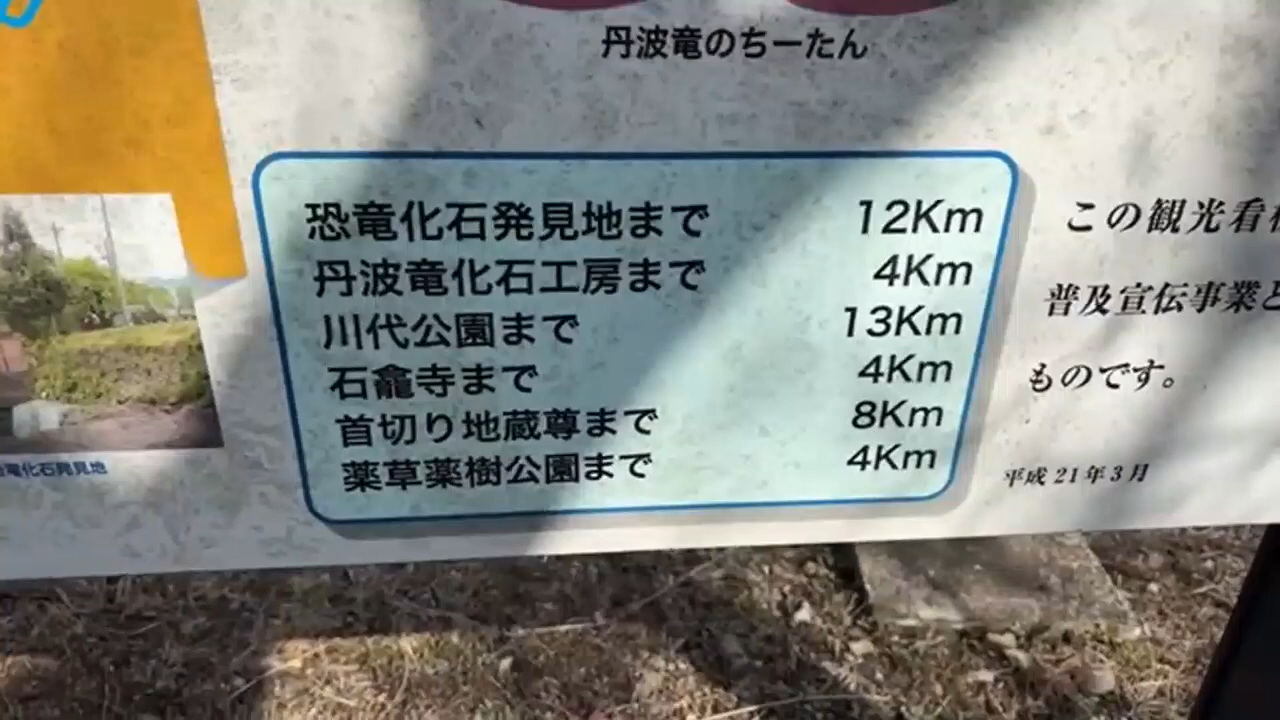 丹波竜のちーたん
恐竜化石発見地まで 12Km
丹波竜化石工房まで 4Km
川代公園まで 13Km
石龕寺まで 4Km
首切り地蔵尊まで 8Km
薬草薬樹公園まで 4Km
この観光看
普及宣伝事業と
ものです。
平成21年3月
竜化石発見地